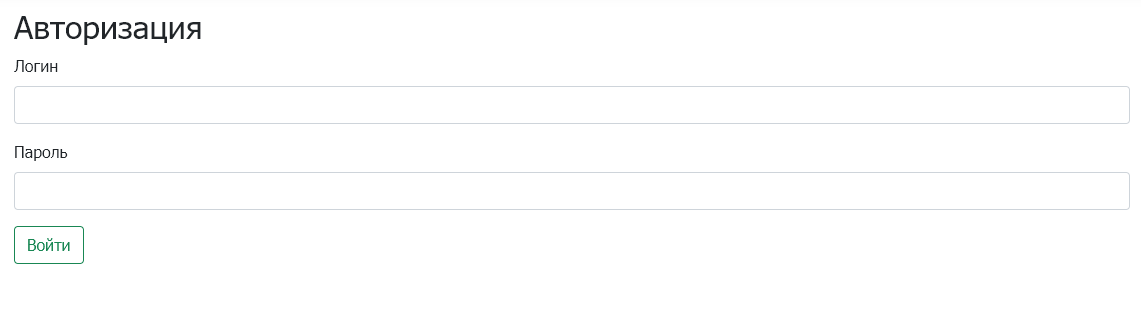 Авторизация
Логин
Пароль
Войти